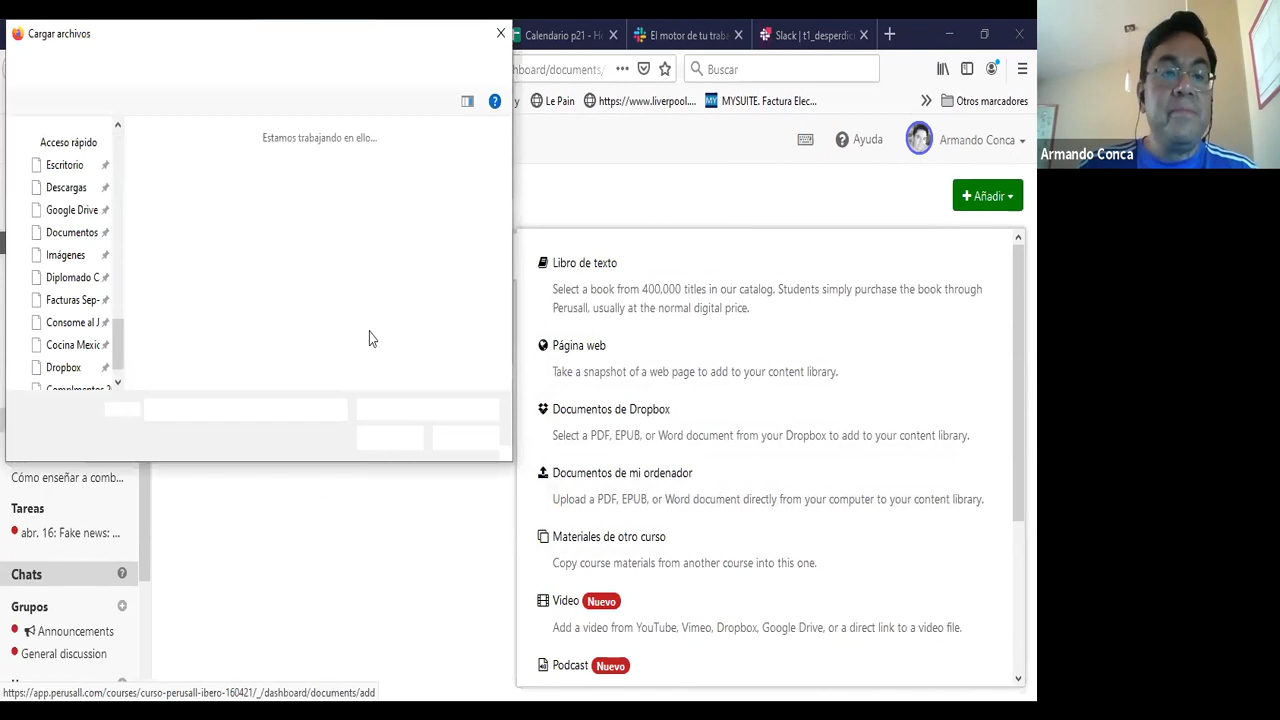 Cargar archivos
Estamos trabajando en ello...
Acceso rápido
Escritorio
Descargas
Google Drive
Documentos
Imágenes
Diplomado C
Facturas Sep-
Consome al J
Cocina Mexic
Dropbox
Complmentos 2
Calendario p21 - Ho
El motor de tu traba
Slack | t1_desperdic
hboard/documents/
Buscar
y
Le Pain
https://www.liverpool....
MYSUITE. Factura Elec...
Otros marcadores
Ayuda
Armando Conca
+ Añadir
Libro de texto
Select a book from 400,000 titles in our catalog. Students simply purchase the book through
Perusall, usually at the normal digital price.
Página web
Take a snapshot of a web page to add to your content library.
Documentos de Dropbox
Select a PDF, EPUB, or Word document from your Dropbox to add to your content library.
Documentos de mi ordenador
Upload a PDF, EPUB, or Word document directly from your computer to your content library.
Materiales de otro curso
Copy course materials from another course into this one.
Video Nuevo
Add a video from YouTube, Vimeo, Dropbox, Google Drive, or a direct link to a video file.
Podcast Nuevo
Cómo enseñar a comb...
Tareas
abr. 16: Fake news: ...
Chats
Grupos
Announcements
General discussion
https://app.perusall.com/courses/curso-perusall-ibero-160421/_/dashboard/documents/add
Armando Conca